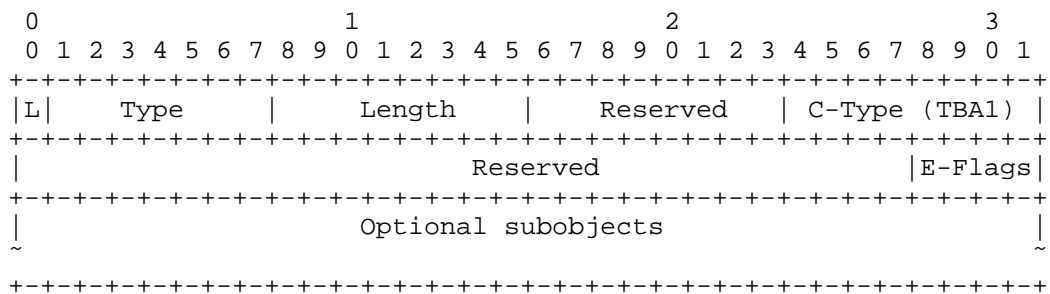 0                   1                   2                   3
 0 1 2 3 4 5 6 7 8 9 0 1 2 3 4 5 6 7 8 9 0 1 2 3 4 5 6 7 8 9 0 1
+-+-+-+-+-+-+-+-+-+-+-+-+-+-+-+-+-+-+-+-+-+-+-+-+-+-+-+-+-+-+-+-+
|L|    Type     |     Length    |    Reserved   | C-Type (TBA1) |
+-+-+-+-+-+-+-+-+-+-+-+-+-+-+-+-+-+-+-+-+-+-+-+-+-+-+-+-+-+-+-+-+
|                            Reserved                   |E-Flags|
+-+-+-+-+-+-+-+-+-+-+-+-+-+-+-+-+-+-+-+-+-+-+-+-+-+-+-+-+-+-+-+-+
|                     Optional subobjects                       |
~                                                               ~
+-+-+-+-+-+-+-+-+-+-+-+-+-+-+-+-+-+-+-+-+-+-+-+-+-+-+-+-+-+-+-+-+